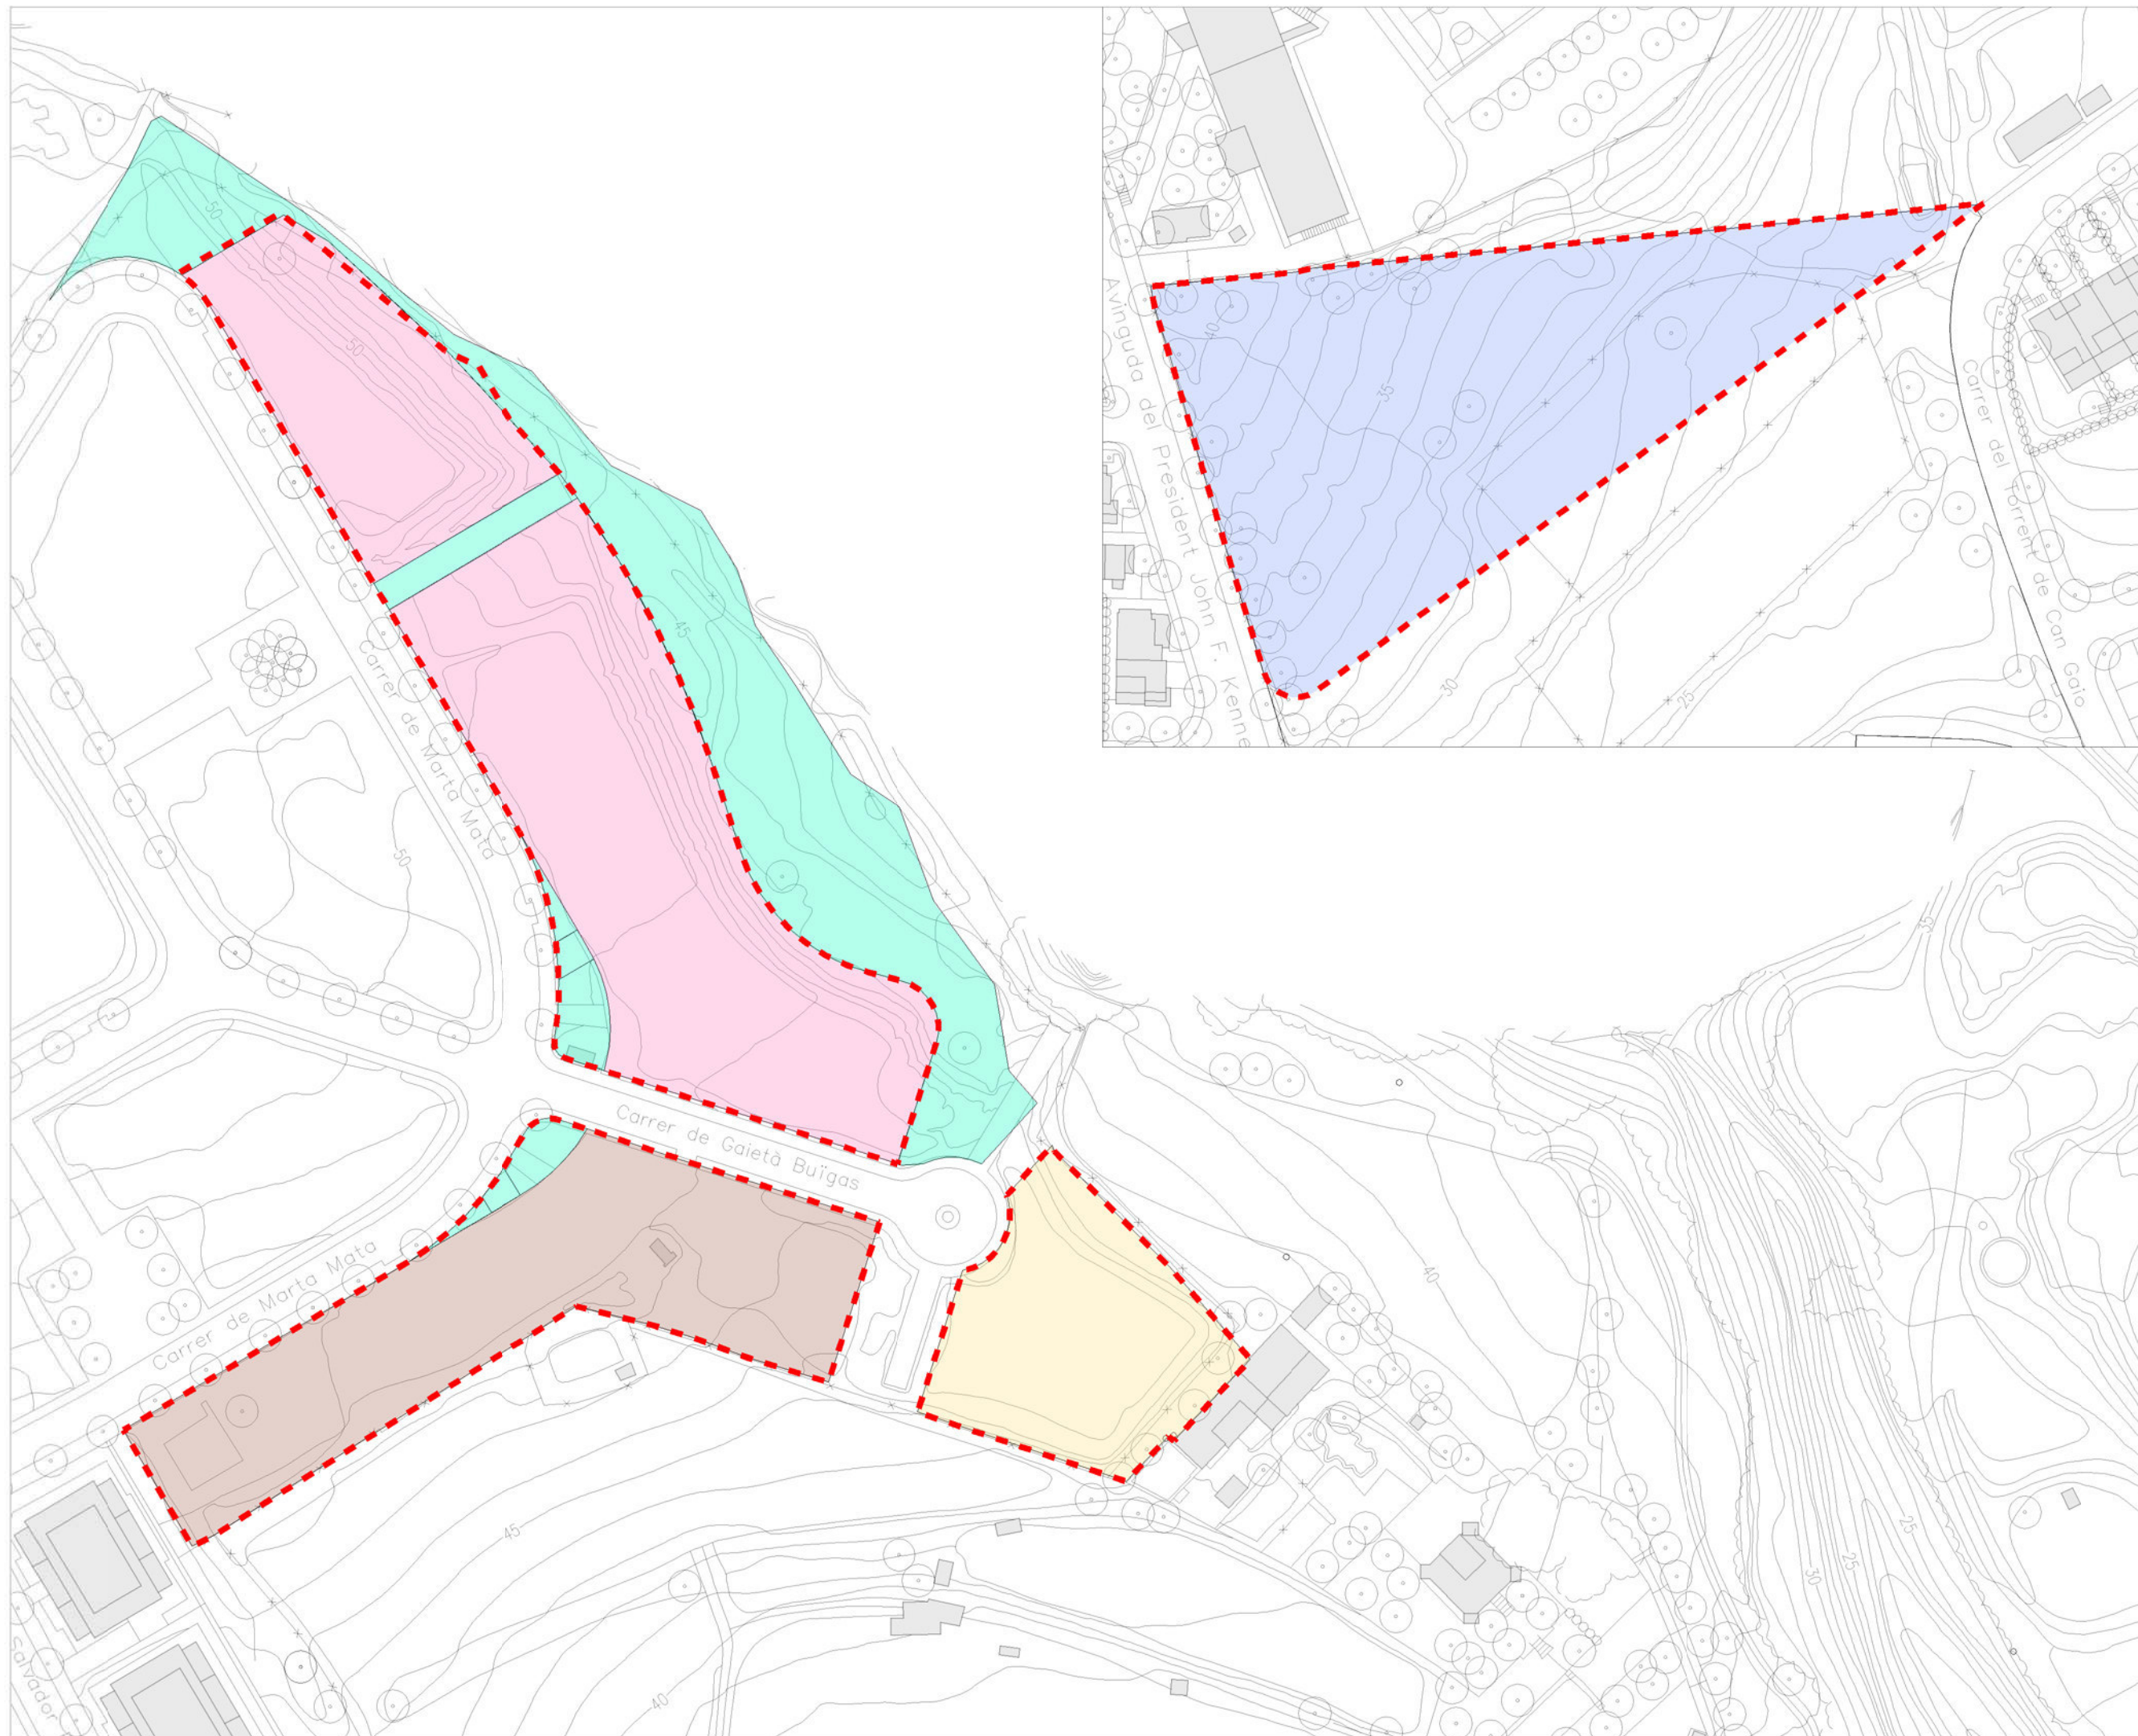 50
50
40
35
30
25
Avinguda del President John F. Kenne
Carrer del Torrent de Can Gaio
45
Carrer de Marta Mata
50
35
Carrer de Gaietà Buïgas
Carrer de Marta Mata
40
45
25
25
30
40
Salvador